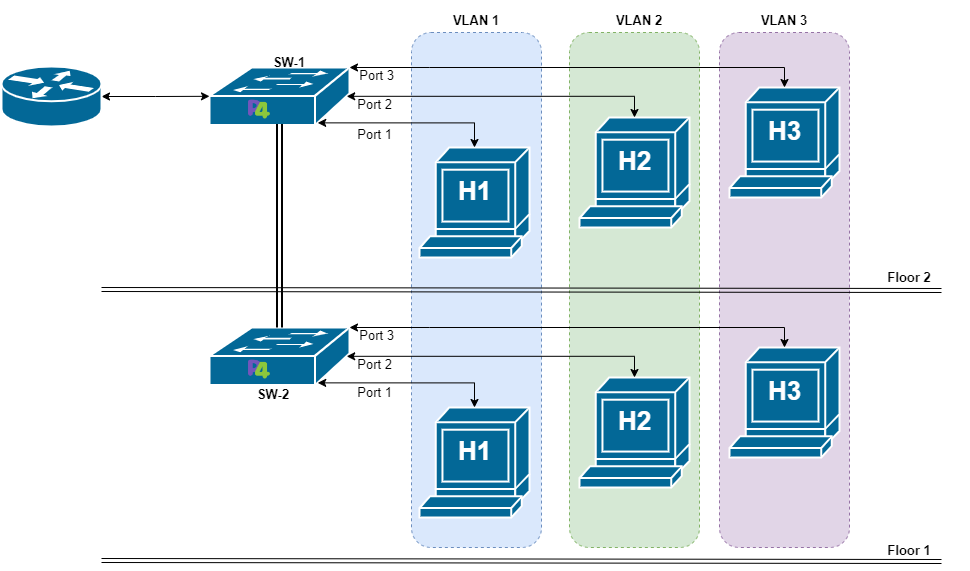 VLAN 1
VLAN 2
VLAN 3
SW-1
Port 3
Port 2
Port 1
P4
H1
H2
H3
Floor 2
Port 3
Port 2
Port 1
P4
SW-2
H1
H2
H3
Floor 1